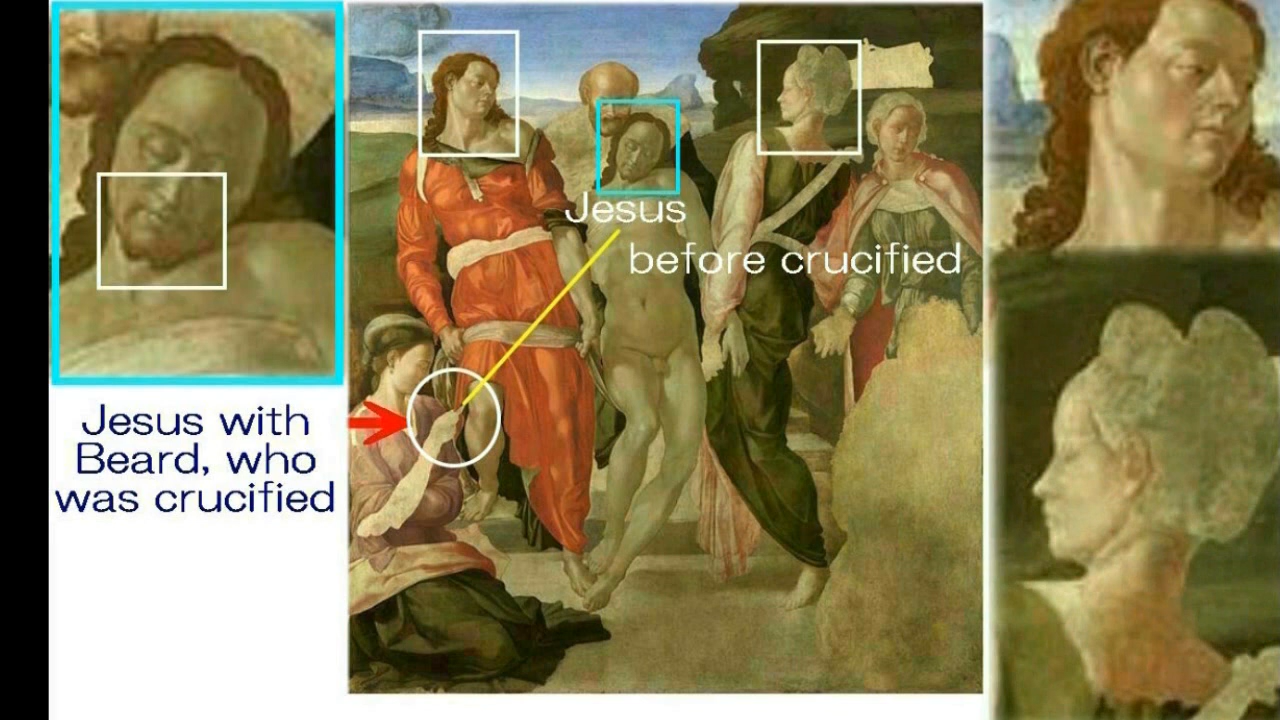 Jesus
before crucified
Jesus with
Beard, who
was crucified